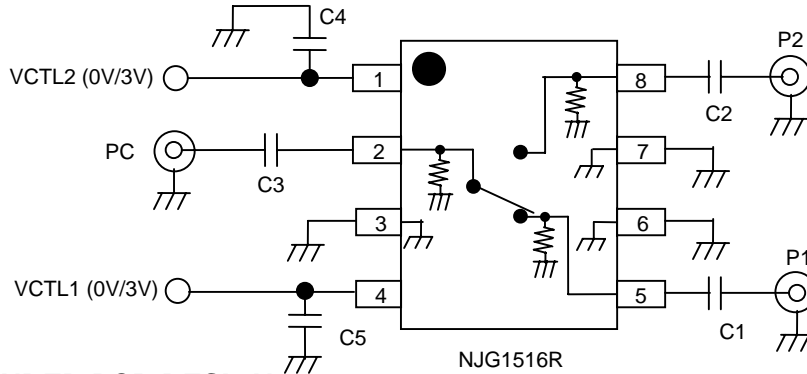 C4
P2
VCTL2 (0V/3V)
1
8
C2
PC
2
7
C3
3
6
P1
VCTL1 (0V/3V)
4
5
C1
C5
NJG1516R